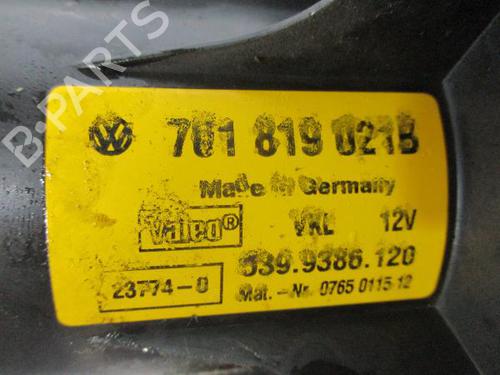 B-PARTS
VW 701 819 021B
Made in Germany
Valeo® VKL 12V
23774-0 639.9386.120
Mat.-Nr. 0765 0115 12